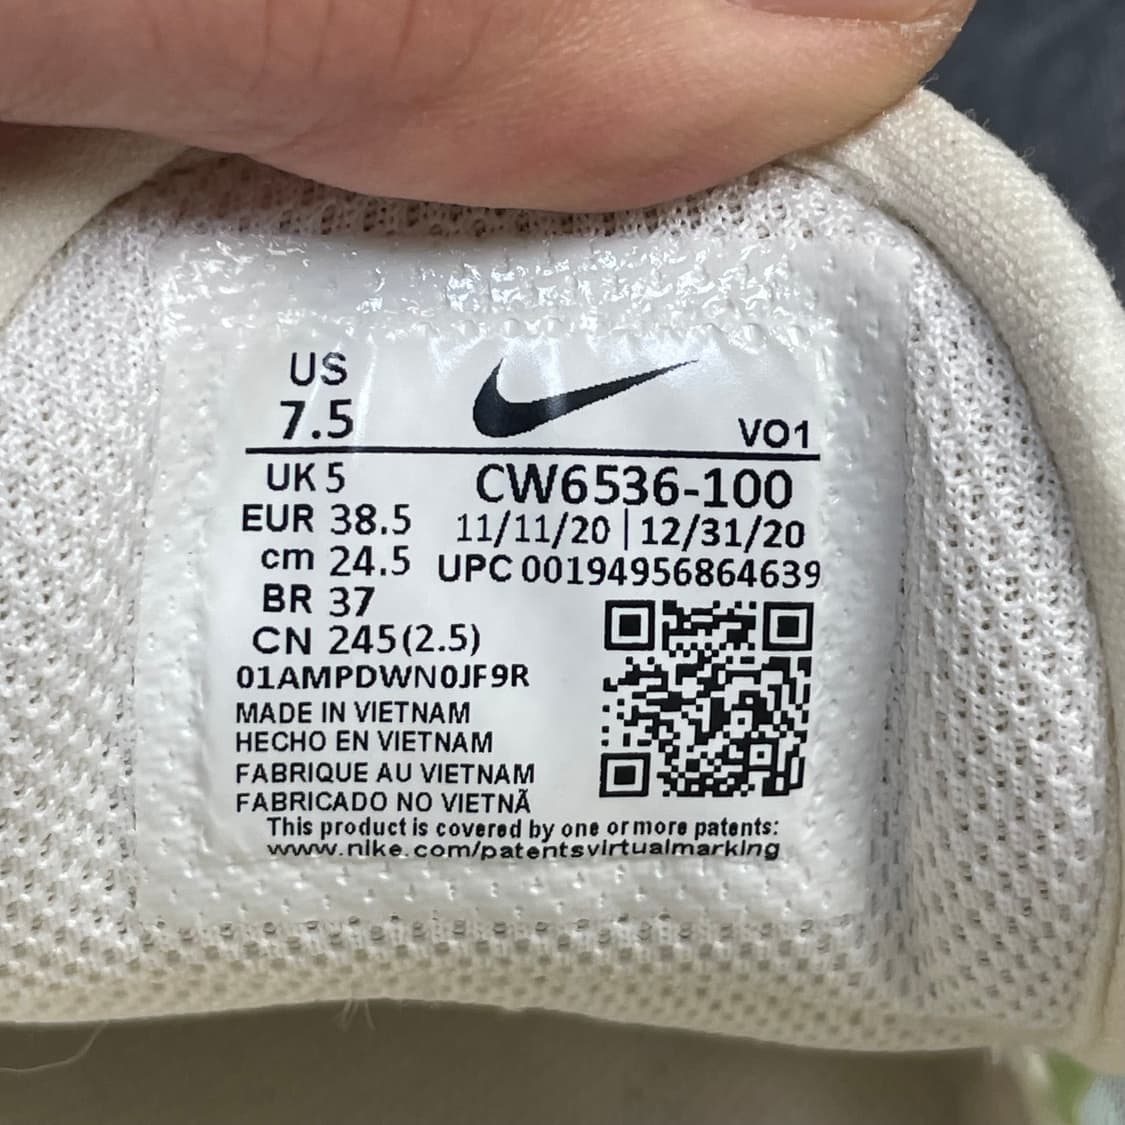 US
7.5
VO1
UK 5
CW6536-100
EUR 38.5
11/11/20 | 12/31/20
cm 24.5
UPC 00194956864639
BR 37
CN 245(2.5)
01AMPDWN0JF9R
MADE IN VIETNAM
HECHO EN VIETNAM
FABRIQUE AU VIETNAM
FABRICADO NO VIETNÃ
This product is covered by one or more patents:
www.nike.com/patentsvirtualmarking